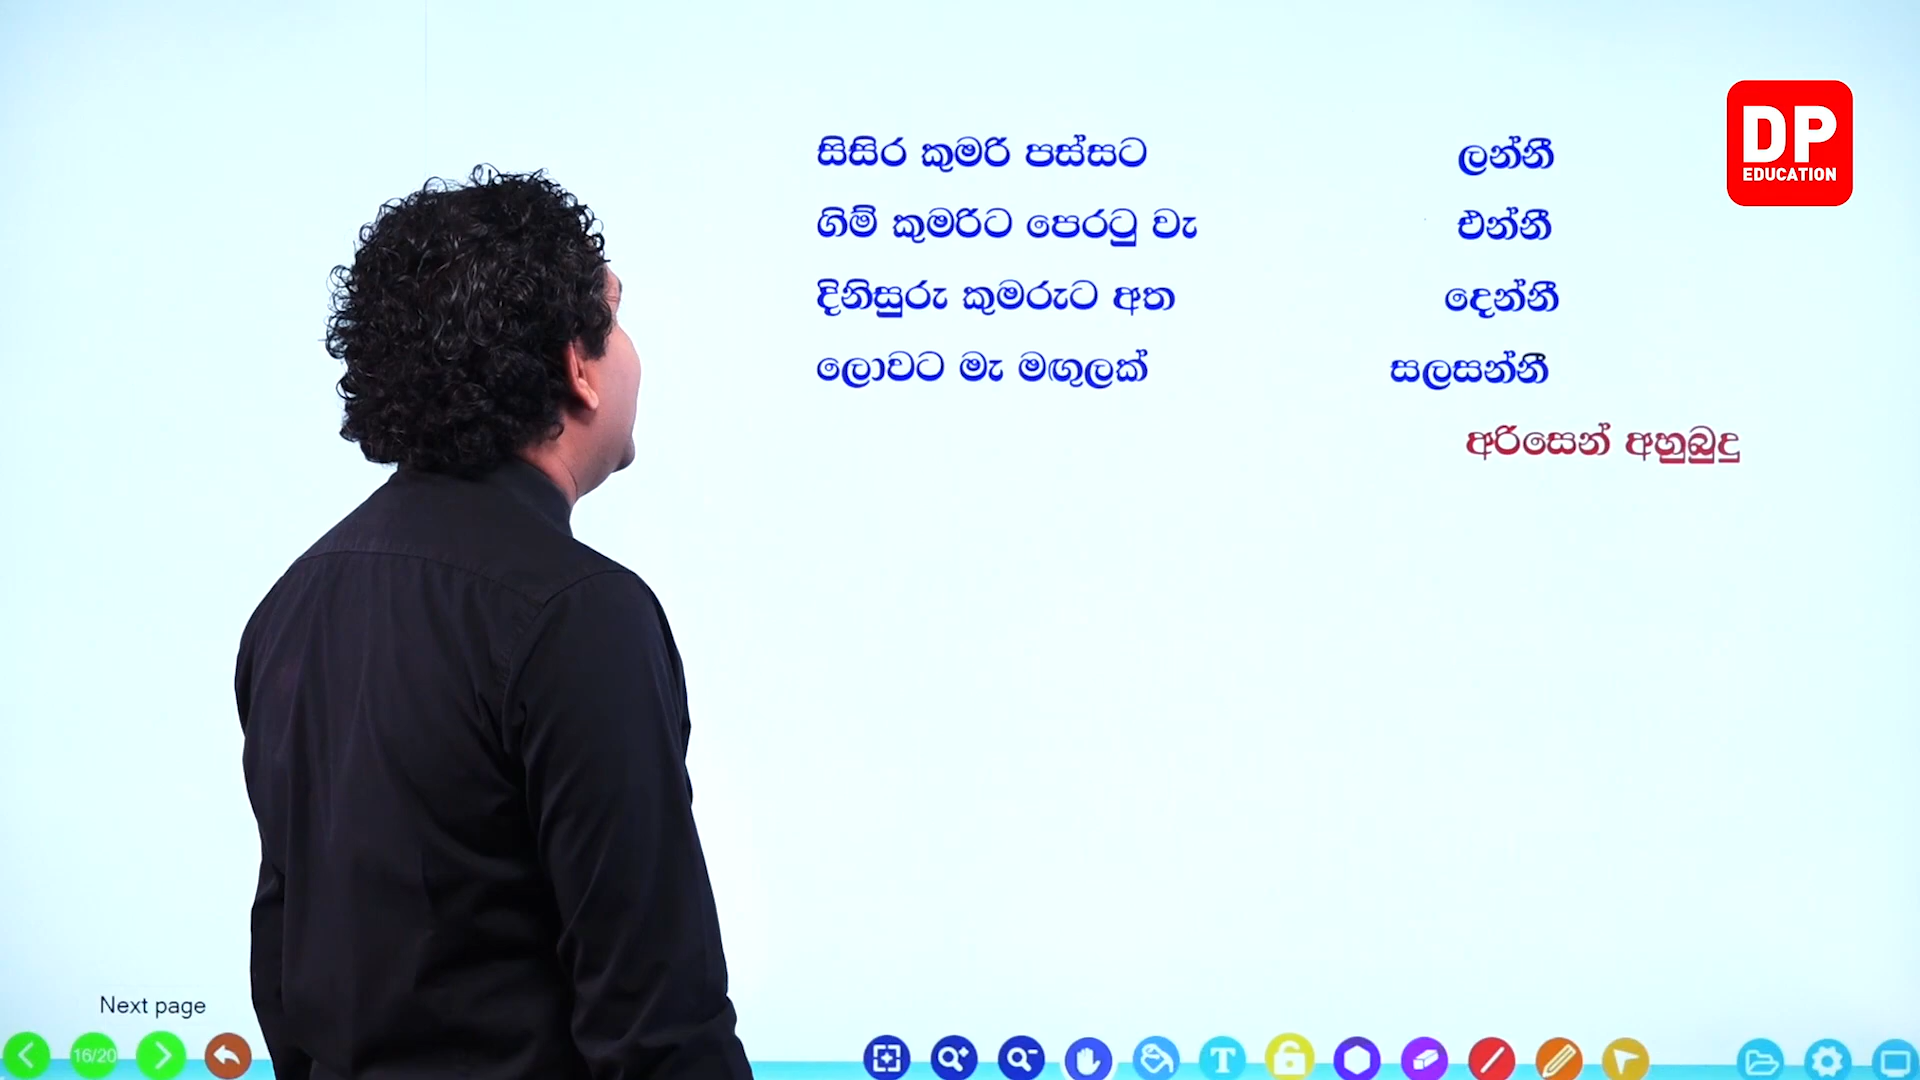 DP
EDUCATION
සිසිර කුමරි පස්සට ලන්නී
ගිම් කුමරිට පෙරටු වැ එන්නී
දිනිසුරු කුමරුට අත දෙන්නී
ලොවට මැ මඟුලක් සලසන්නී
අරිසෙන් අහුබුදු
Next page
16/20
T